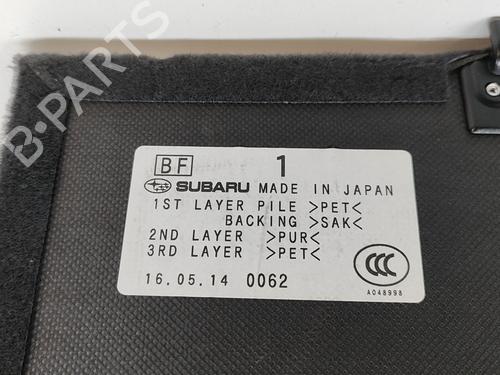 B-PARTS
BF 1
SUBARU MADE IN JAPAN
1ST LAYER PILE >PET<
BACKING >SAK<
2ND LAYER >PUR<
3RD LAYER >PET<
16.05.14 0062
CCC
A048998